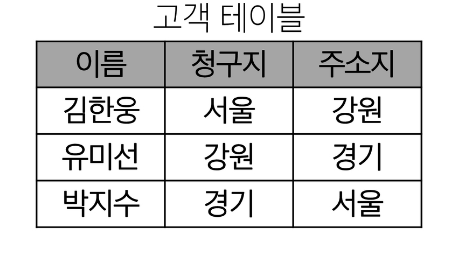 고객 테이블
이름 청구지 주소지
김한웅 서울 강원
유미선 강원 경기
박지수 경기 서울